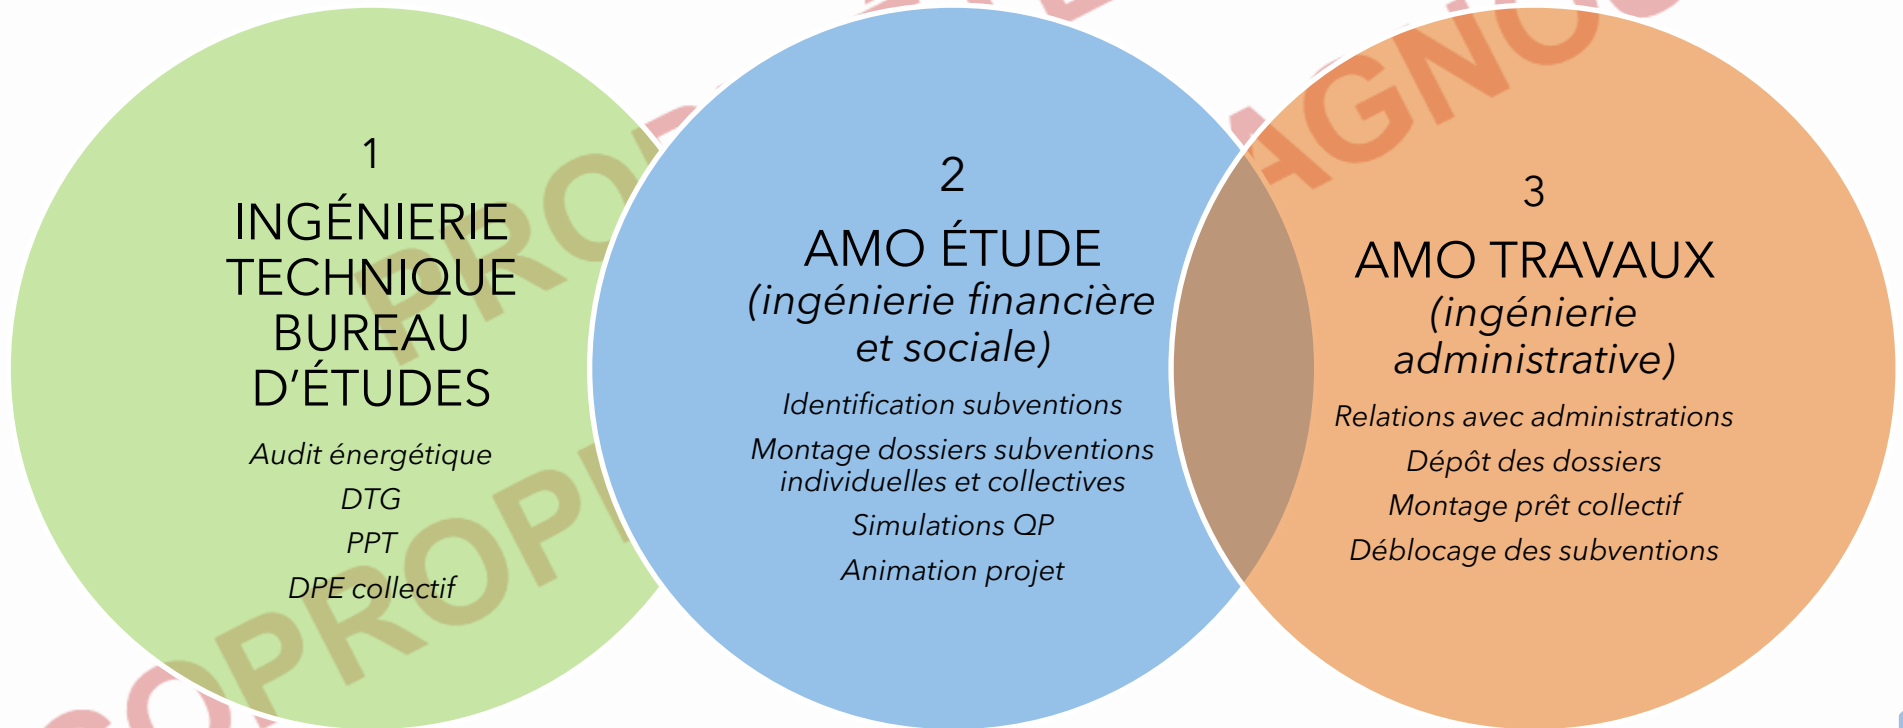 1
INGÉNIERIE
TECHNIQUE
BUREAU
D’ÉTUDES
Audit énergétique
DTG
PPT
DPE collectif
2
AMO ÉTUDE
(ingénierie financière
et sociale)
Identification subventions
Montage dossiers subventions
individuelles et collectives
Simulations QP
Animation projet
3
AMO TRAVAUX
(ingénierie
administrative)
Relations avec administrations
Dépôt des dossiers
Montage prêt collectif
Déblocage des subventions